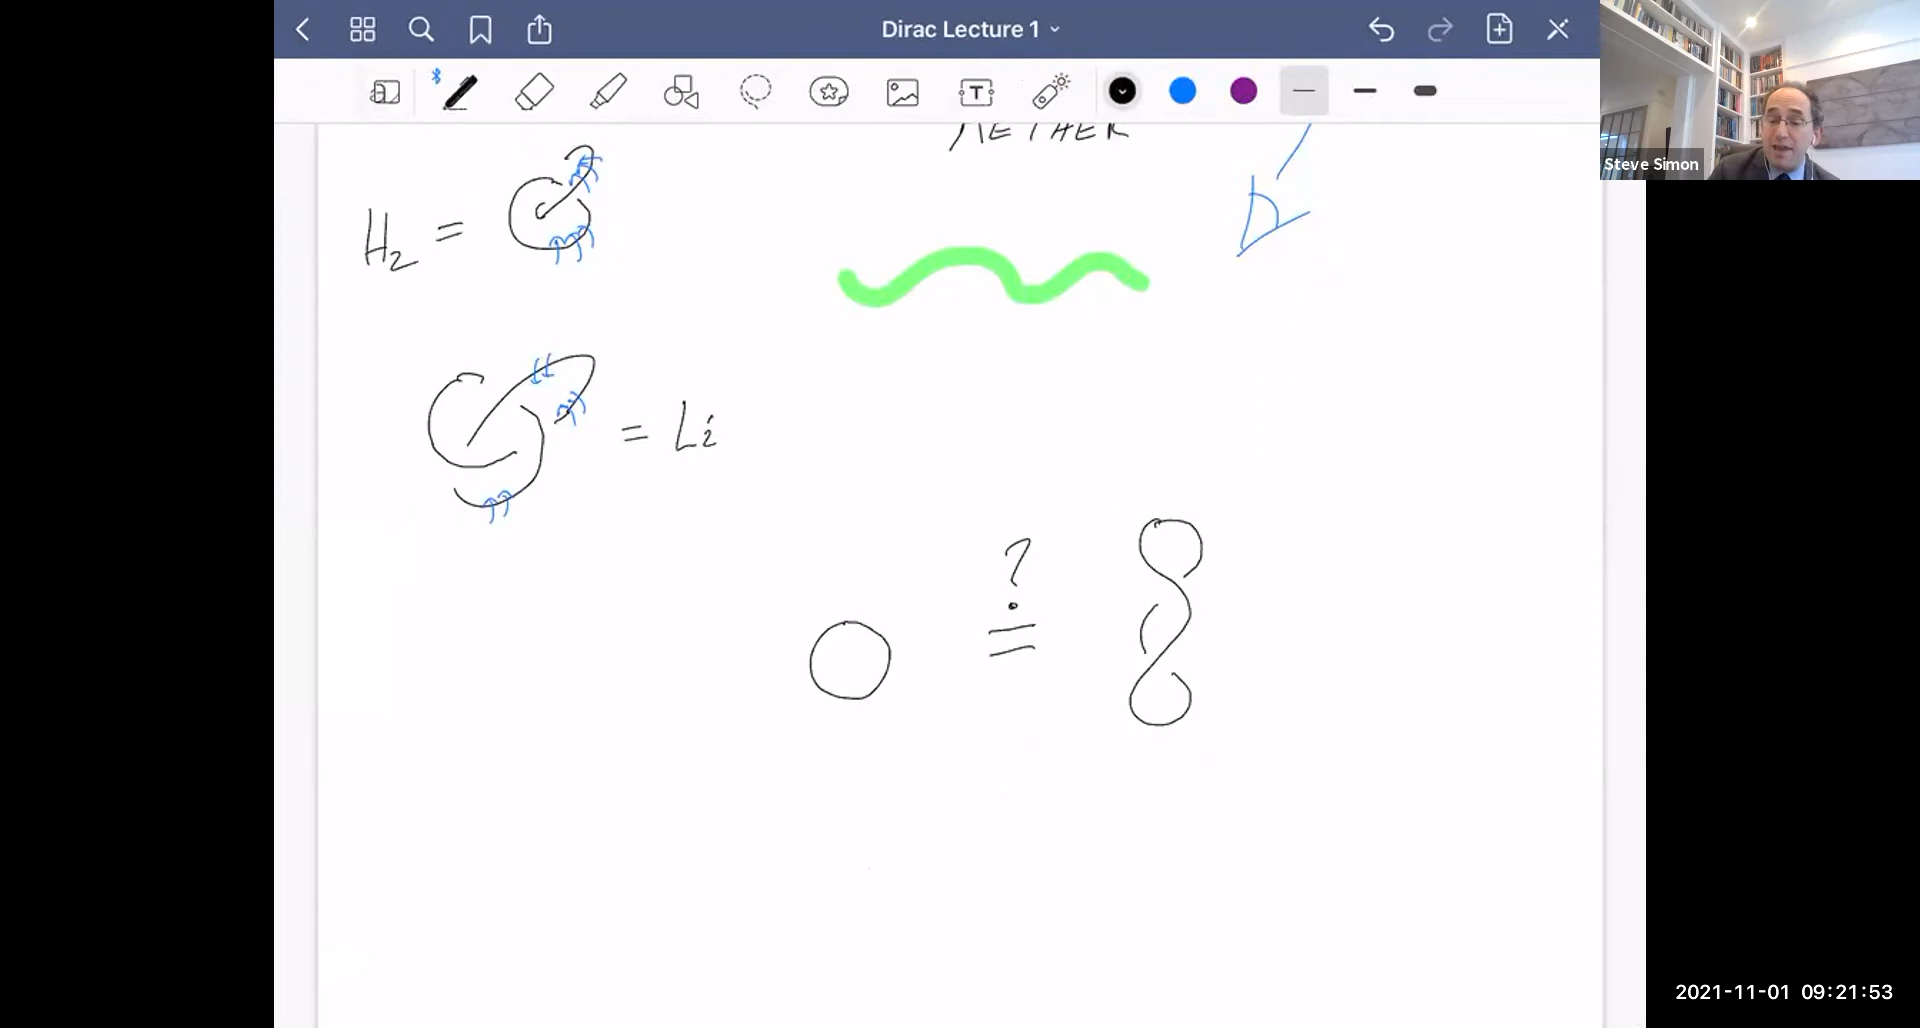 Dirac Lecture 1
T
Steve Simon
AETHER
H₂ =
= Li
?
=
2021-11-01 09:21:53